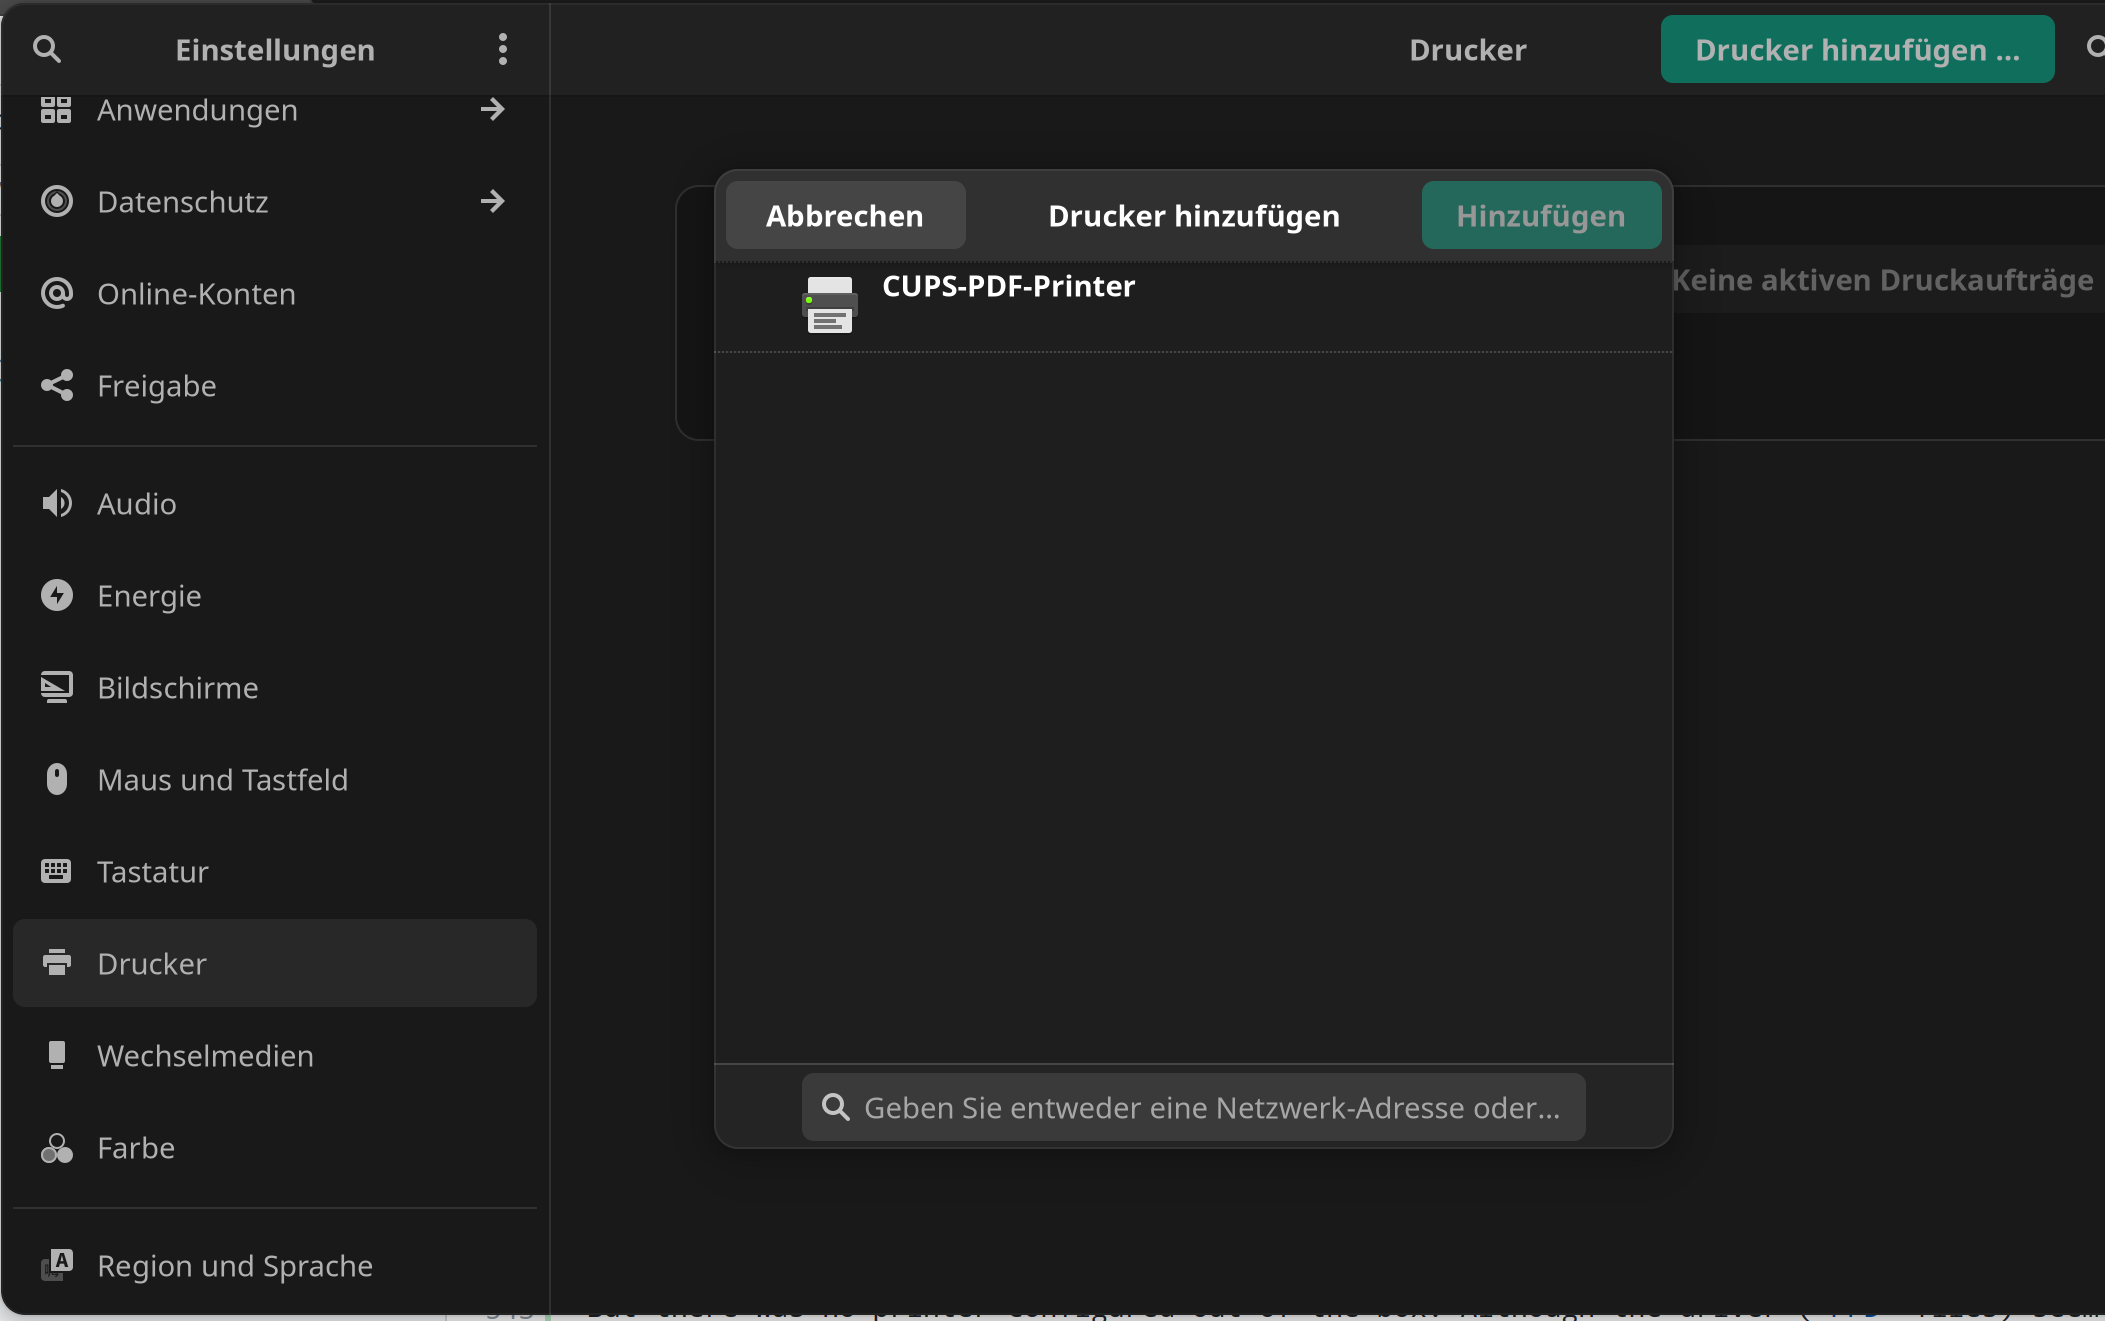 Einstellungen
Drucker
Drucker hinzufügen ...
Anwendungen
Datenschutz
Online-Konten
Freigabe
Audio
Energie
Bildschirme
Maus und Tastfeld
Tastatur
Drucker
Wechselmedien
Farbe
Region und Sprache
Abbrechen
Drucker hinzufügen
Hinzufügen
CUPS-PDF-Printer
Keine aktiven Druckaufträge
Geben Sie entweder eine Netzwerk-Adresse oder...